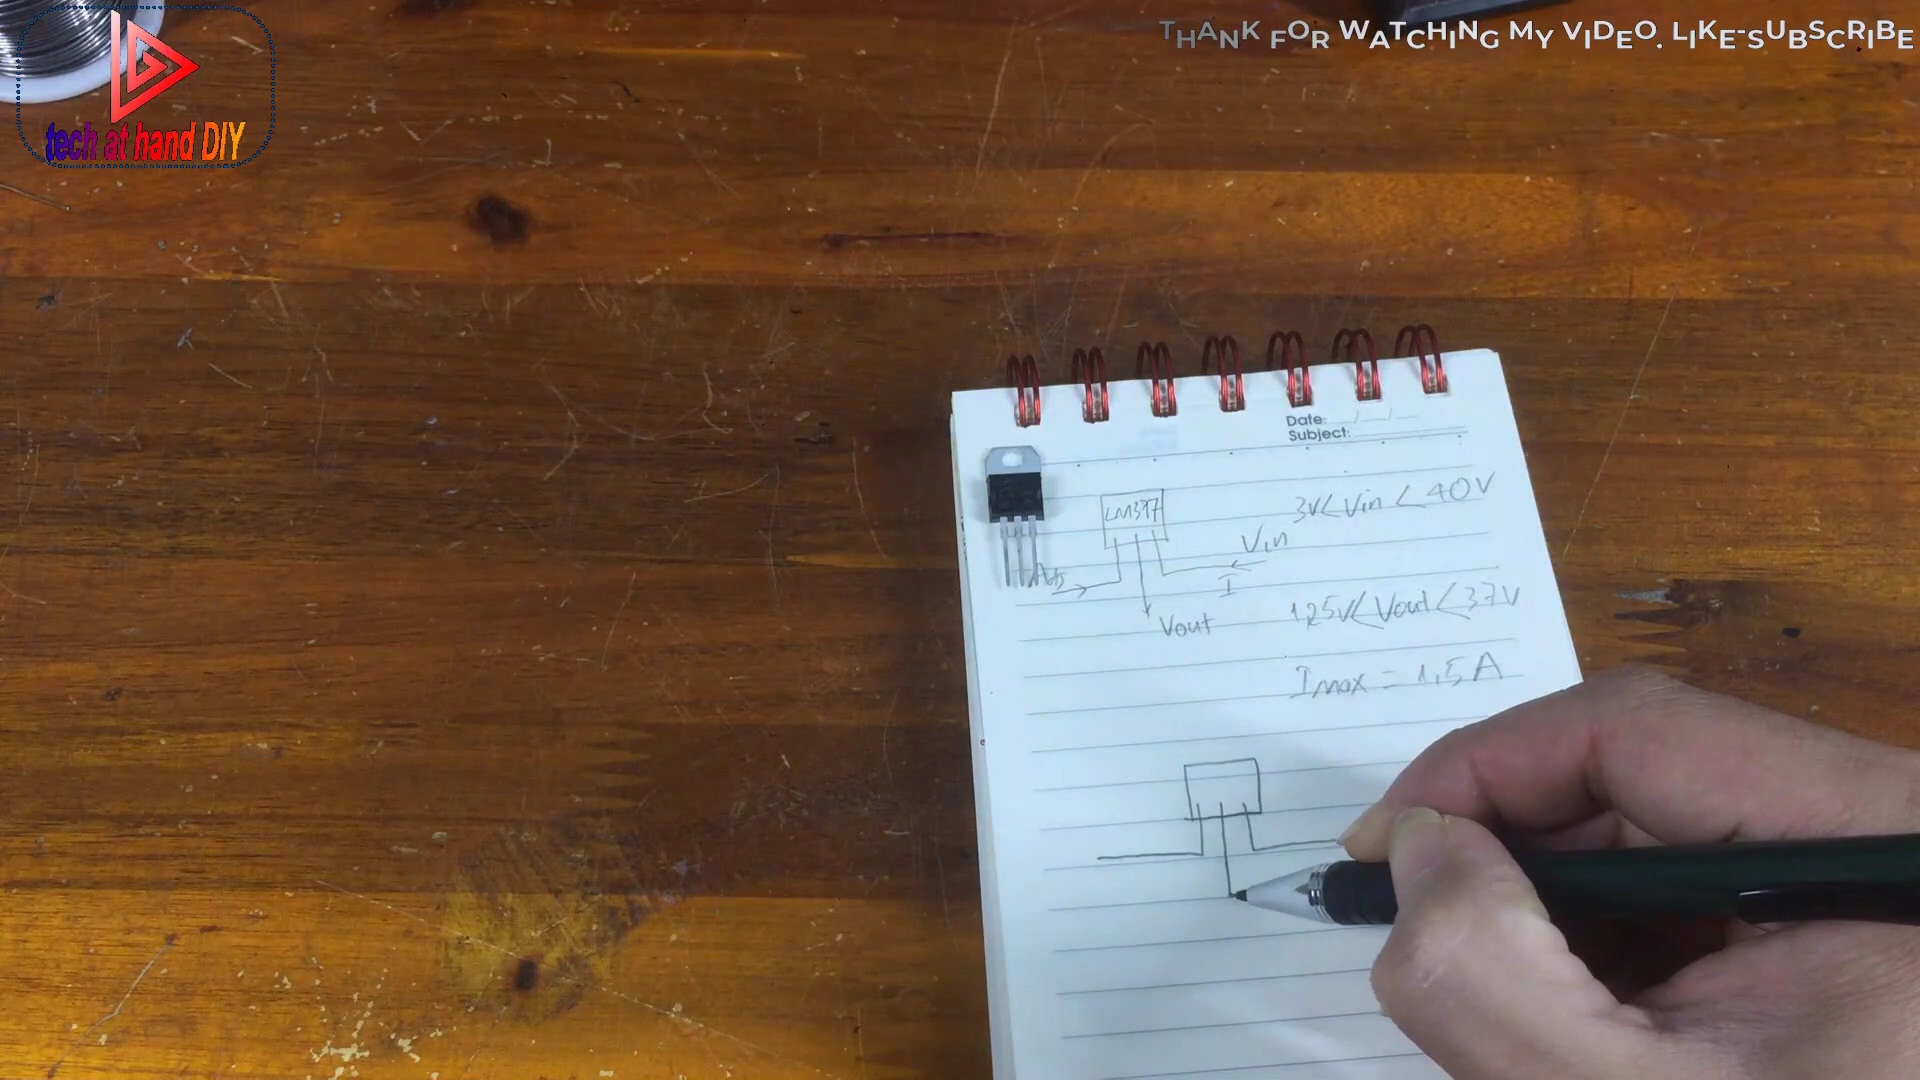 THANK FOR WATCHING MY VIDEO. LIKE-SUBSCRIBE
tech at hand DIY
Date:
Subject:
LM317
3V<Vin<40V
Vin
I
Vout
1,25V<Vout<37V
Imax = 1,5A